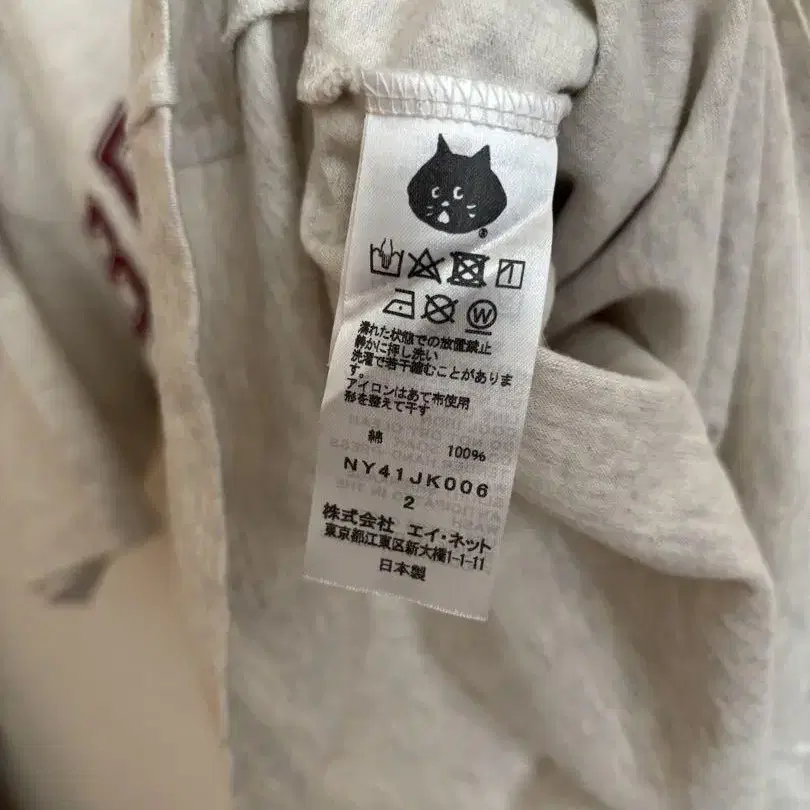 濡れた状態での放置禁止
静かに押し洗い
洗濯で若干縮むことがありま
す。
アイロンはあて布使用
形を整えて干す
綿 100%
NY41JK006
2
株式会社 エイ・ネット
東京都江東区新大橋1-1-11
日本製